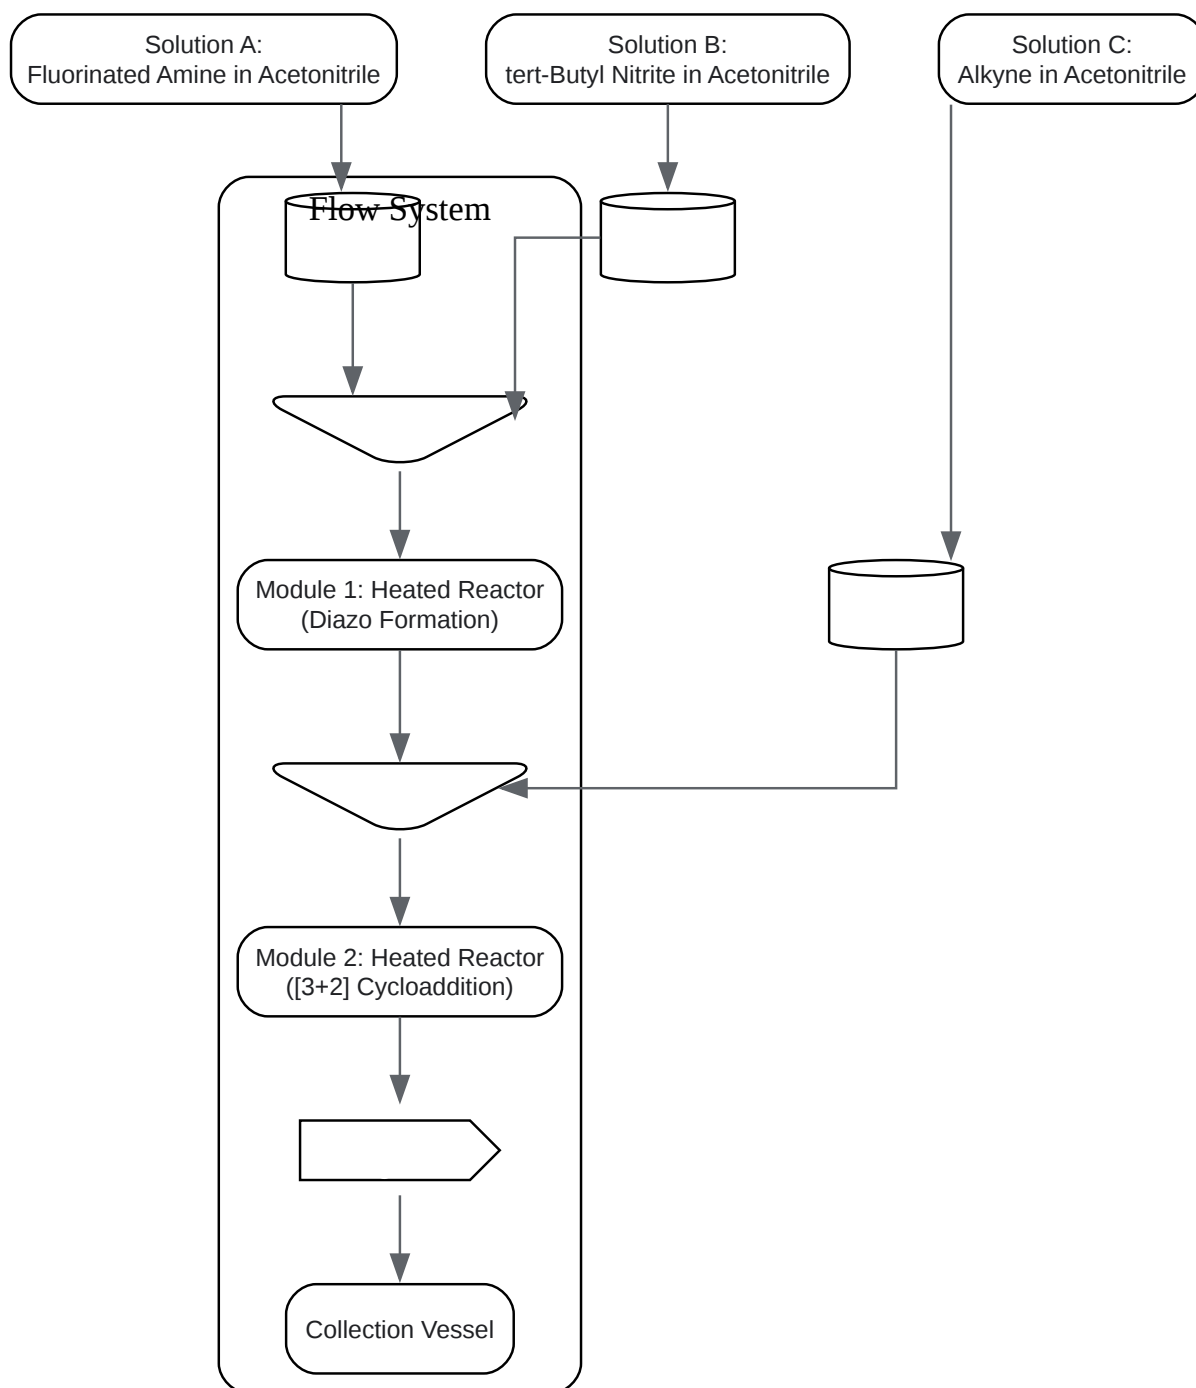 Solution A:
Fluorinated Amine in Acetonitrile
Solution B:
tert-Butyl Nitrite in Acetonitrile
Solution C:
Alkyne in Acetonitrile
Flow System
Module 1: Heated Reactor
(Diazo Formation)
Module 2: Heated Reactor
([3+2] Cycloaddition)
Collection Vessel